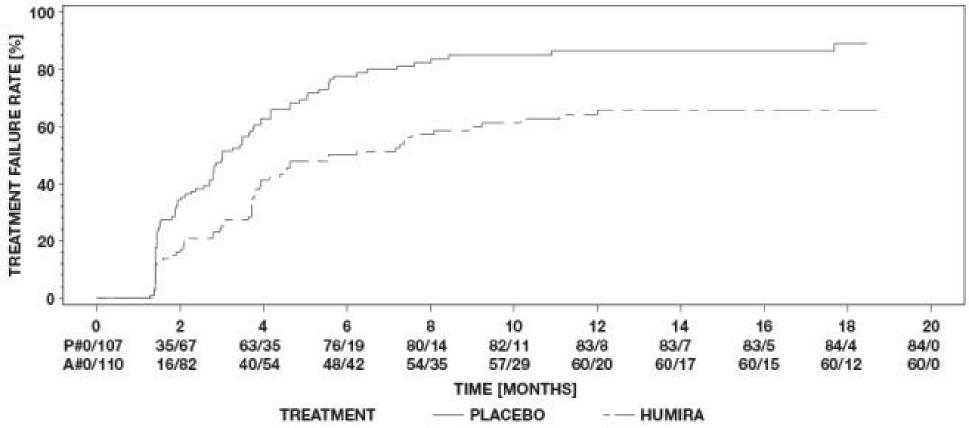 TREATMENT FAILURE RATE [%]
100
80
60
40
20
0
0 2 4 6 8 10 12 14 16 18 20
P#0/107 35/67 63/35 76/19 80/14 82/11 83/8 83/7 83/5 84/4 84/0
A#0/110 16/82 40/54 48/42 54/35 57/29 60/20 60/17 60/15 60/12 60/0
TIME [MONTHS]
TREATMENT PLACEBO HUMIRA